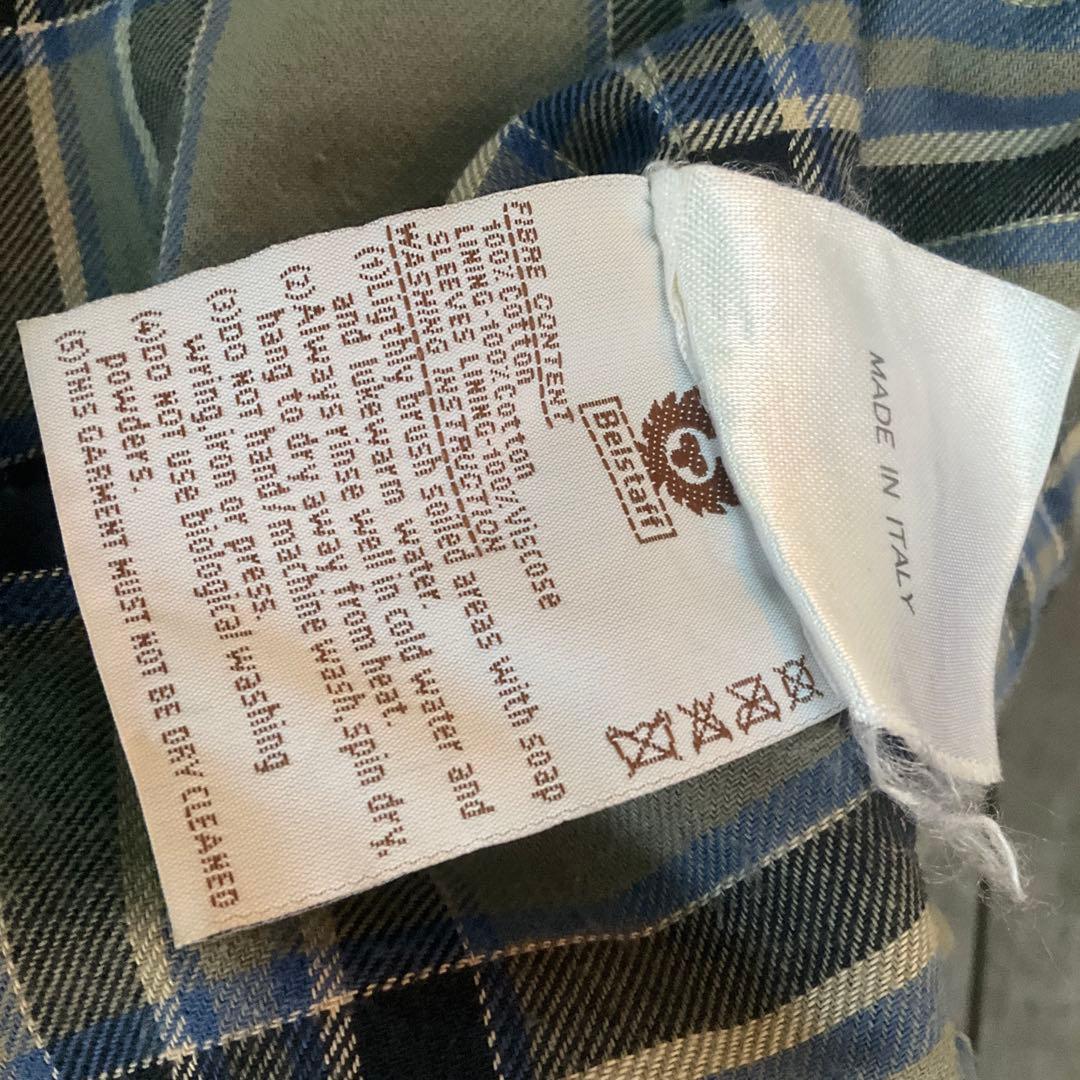 Belstaff
FIBRE CONTENT
100%Cotton
LINING-100%Cotton
SLEEVES LINING-100%Viscose
WASHING INSTRUCTION
(1)Lightly brush soiled areas with soap
and lukewarm water.
(2)Always rinse well in cold water and
hang to dry away from heat.
(3)DO NOT hand/machine wash.spin dry.
wring.iron or press.
(4)DO NOT use biological washing
powders.
(5)THIS GARMENT MUST NOT BE DRY CLEANED
MADE IN ITALY